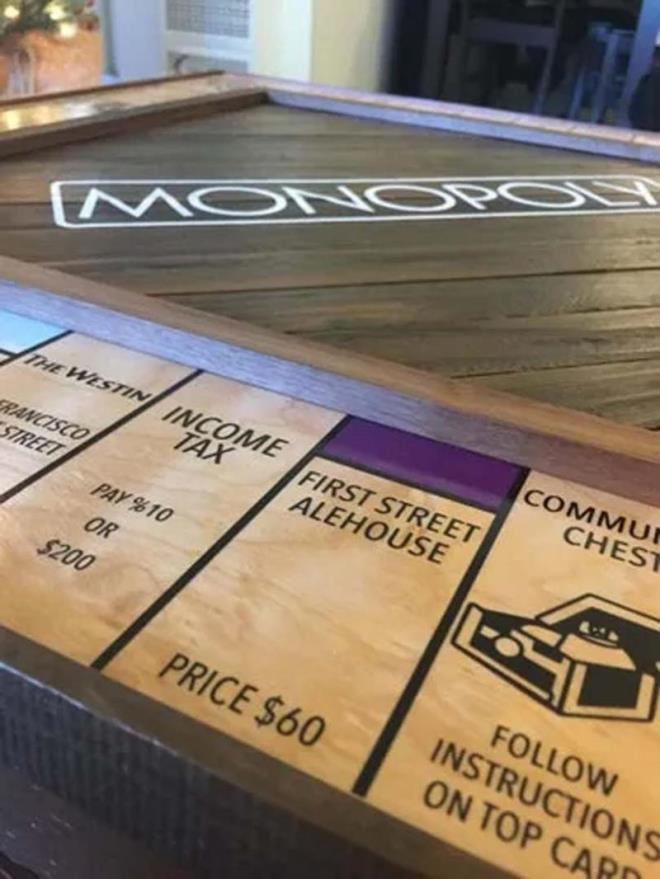 MONOPOLY
THE WESTIN
FRANCISCO
STREET
INCOME
TAX
PAY %10
OR
$200
FIRST STREET
ALEHOUSE
PRICE $60
COMMUN
CHEST
FOLLOW
INSTRUCTIONS
ON TOP CARD